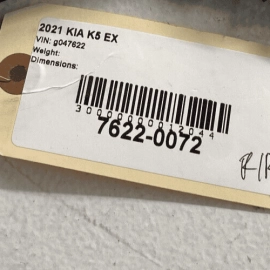 2021 KIA K5 EX
VIN: g047622
Weight:
Dimensions:
3000000012044
7622-0072